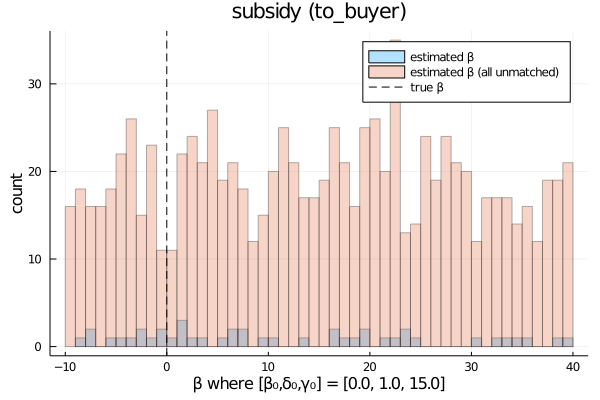 subsidy (to_buyer)
estimated β
estimated β (all unmatched)
true β
30
20
10
0
count
−10 0 10 20 30 40
β where [β₀,δ₀,γ₀] = [0.0, 1.0, 15.0]